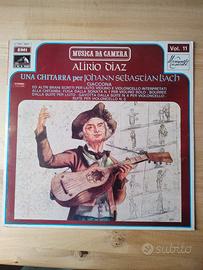 EMI
MUSICA DA CAMERA
Vol. 11
ALIRIO DIAZ
UNA CHITARRA per Johann Sebastian Bach
CIACCONA
ED ALTRI BRANI SCRITTI PER LIUTO, VIOLINO E VIOLONCELLO INTERPRETATI
ALLA CHITARRA: FUGA DALLA SONATA N. 1 PER VIOLINO SOLO · BOURREE
DALLA SUITE PER LIUTO · GAVOTTA DALLA SUITE N. 6 PER VIOLONCELLO
SUITE PER VIOLONCELLO N. 3
subito.it